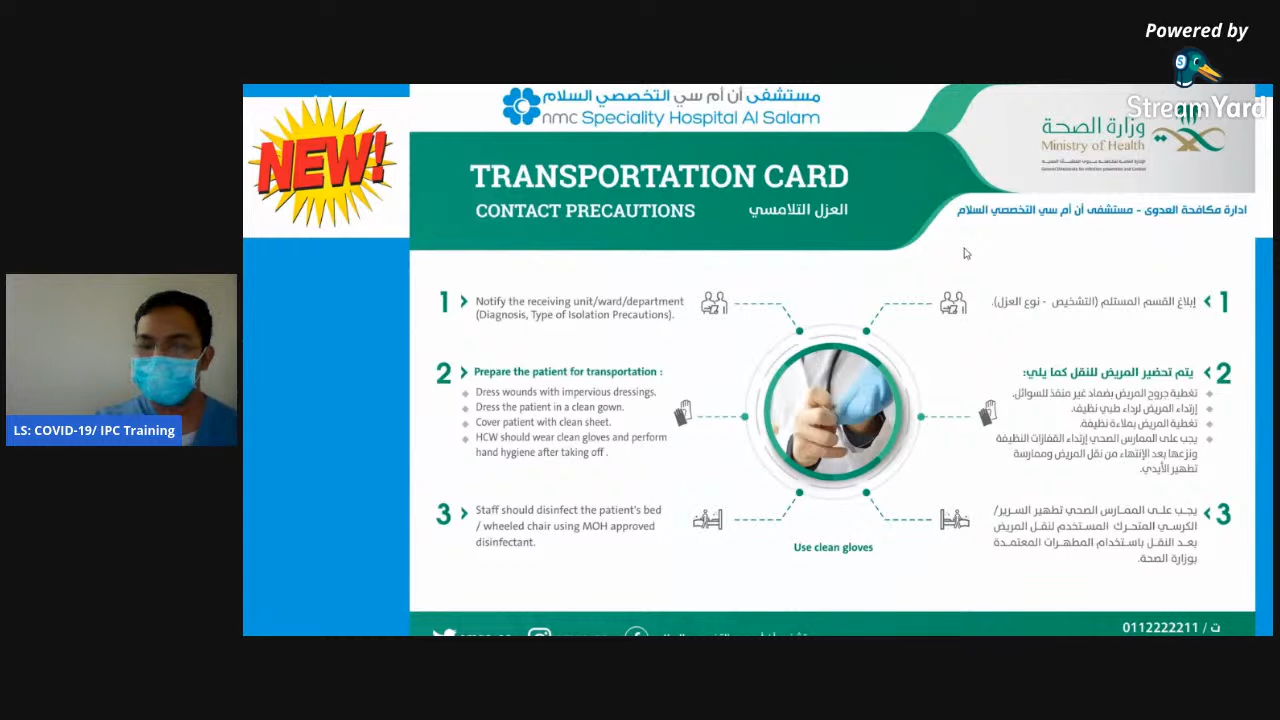 Powered by
StreamYard
NEW!
مستشفى أن أم سي التخصصي السلام
nmc Speciality Hospital Al Salam
وزارة الصحة
Ministry of Health
TRANSPORTATION CARD
CONTACT PRECAUTIONS
العزل التلامسي
ادارة مكافحة العدوى - مستشفى أن أم سي التخصصي السلام
1
Notify the receiving unit/ward/department
(Diagnosis, Type of Isolation Precautions).
2
Prepare the patient for transportation :
Dress wounds with impervious dressings.
Dress the patient in a clean gown.
Cover patient with clean sheet.
HCW should wear clean gloves and perform
hand hygiene after taking off .
3
Staff should disinfect the patient's bed
/ wheeled chair using MOH approved
disinfectant.
Use clean gloves
1
إبلاغ القسم المستلم (التشخيص - نوع العزل).
2
يتم تحضير المريض للنقل كما يلي:
تغطية جروح المريض بضماد غير منفذ للسوائل.
إرتداء المريض لرداء طبي نظيف.
تغطية المريض بملاءة نظيفة.
يجب على الممارس الصحي إرتداء القفازات النظيفة
ونزعها بعد الإنتهاء من نقل المريض وممارسة
تطهير الأيدي.
3
يجب على الممارس الصحي تطهير السرير/
الكرسي المتحرك المستخدم لنقل المريض
بعد النقل باستخدام المطهرات المعتمدة
بوزارة الصحة.
ت / 0112222211
LS: COVID-19/ IPC Training